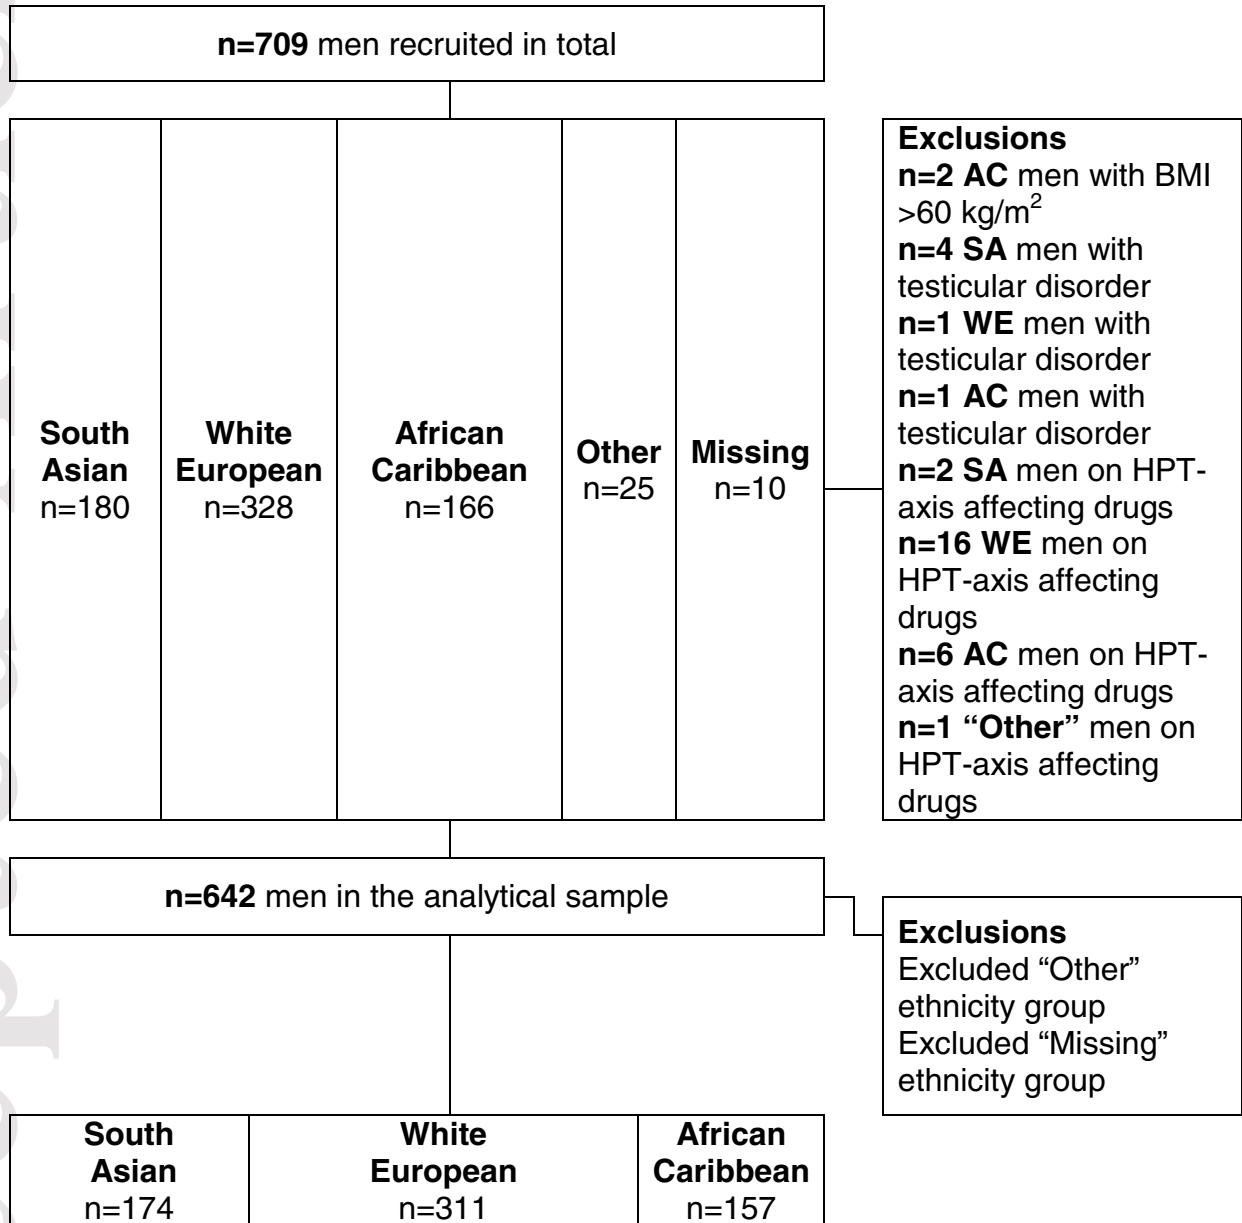 n=709 men recruited in total
South
Asian
n=180
White
European
n=328
African
Caribbean
n=166
Other
n=25
Missing
n=10
Exclusions
n=2 AC men with BMI
>60 kg/m²
n=4 SA men with
testicular disorder
n=1 WE men with
testicular disorder
n=1 AC men with
testicular disorder
n=2 SA men on HPT-
axis affecting drugs
n=16 WE men on
HPT-axis affecting
drugs
n=6 AC men on HPT-
axis affecting drugs
n=1 “Other” men on
HPT-axis affecting
drugs
n=642 men in the analytical sample
Exclusions
Excluded “Other”
ethnicity group
Excluded “Missing”
ethnicity group
South
Asian
n=174
White
European
n=311
African
Caribbean
n=157